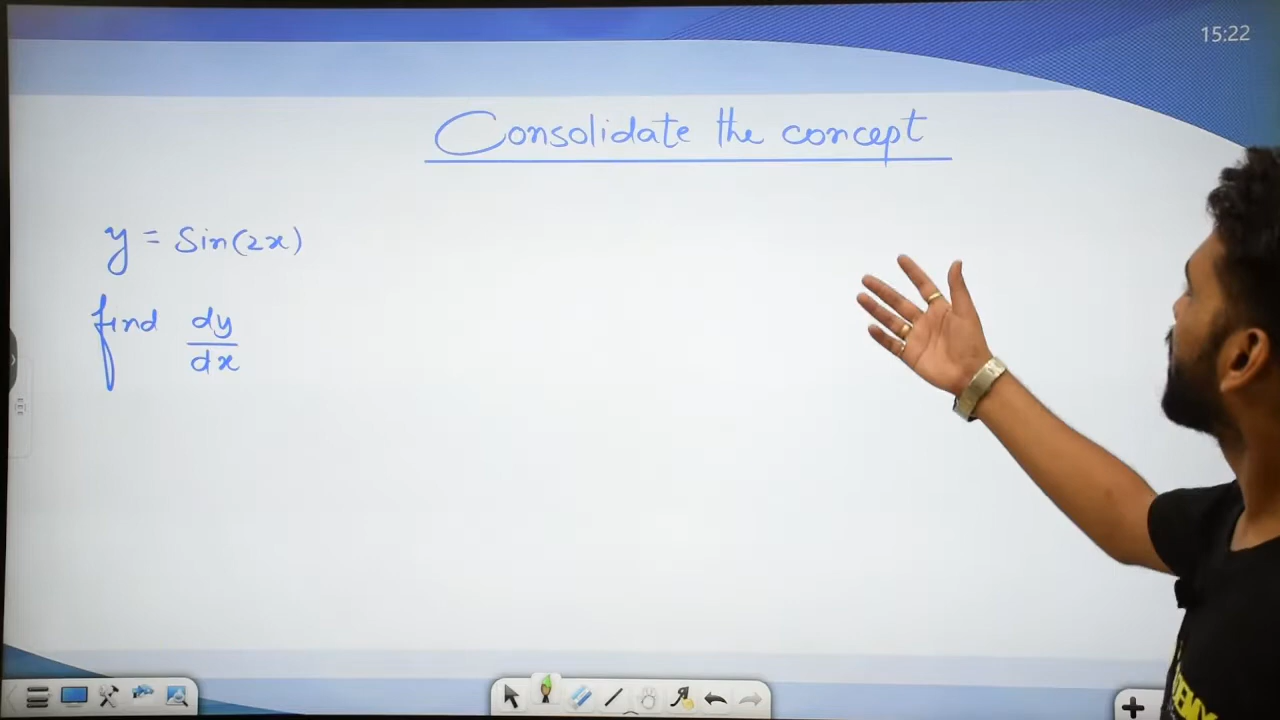 15:22
Consolidate the concept
y = Sin(2x)
find dy/dx